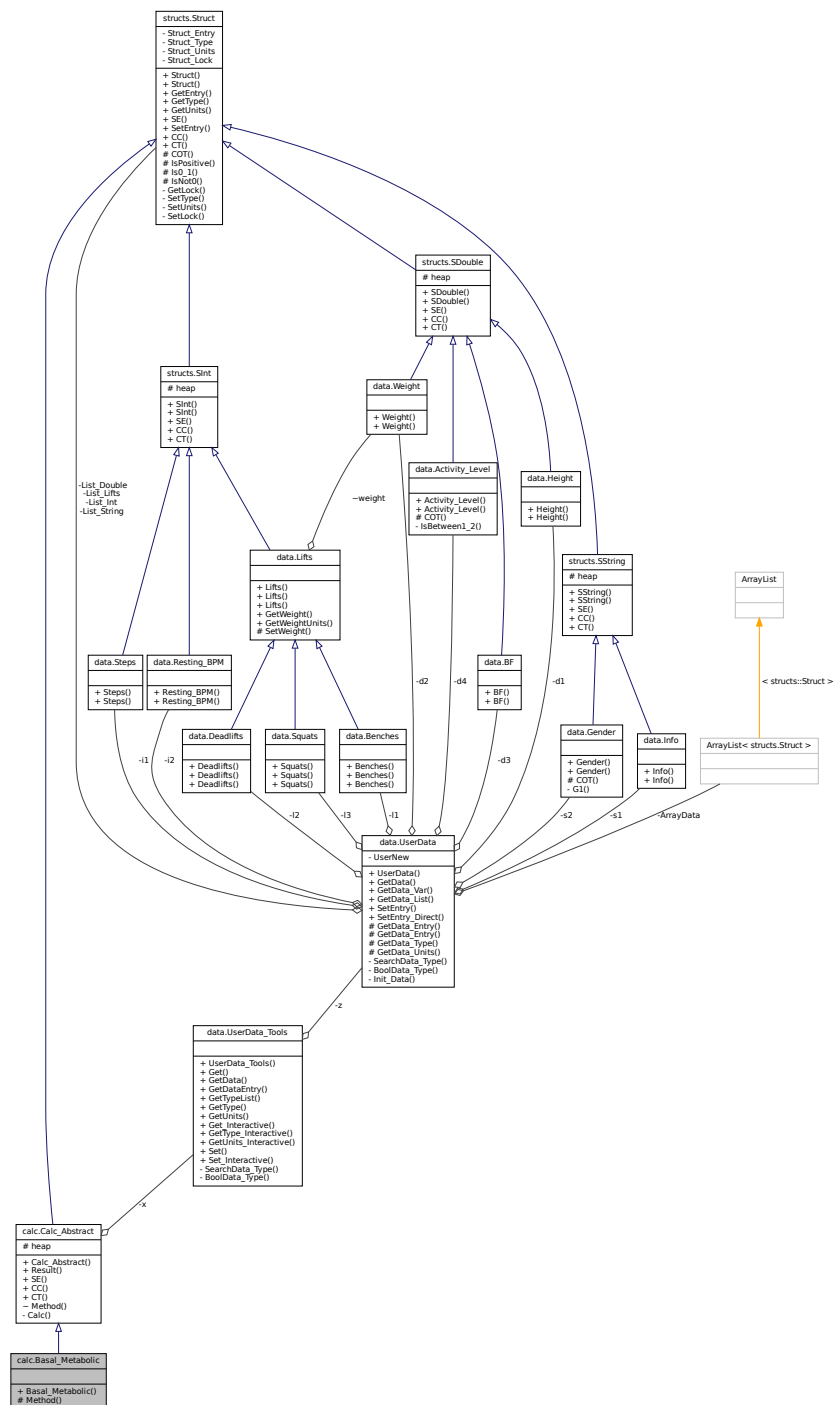 structs.Struct
- Struct_Entry
- Struct_Type
- Struct_Units
- Struct_Lock
+ Struct()
+ Struct()
+ GetEntry()
+ GetType()
+ GetUnits()
+ SE()
+ SetEntry()
+ CC()
+ CT()
# COT()
# IsPositive()
# Is0_1()
# IsNot0()
- GetLock()
- SetType()
- SetUnits()
- SetLock()
structs.SDouble
# heap
+ SDouble()
+ SDouble()
+ SE()
+ CC()
+ CT()
structs.SInt
# heap
+ SInt()
+ SInt()
+ SE()
+ CC()
+ CT()
data.Weight
+ Weight()
+ Weight()
data.Activity_Level
+ Activity_Level()
+ Activity_Level()
# COT()
- IsBetween1_2()
data.Height
+ Height()
+ Height()
-List_Double
-List_Lifts
-List_Int
-List_String
~weight
data.Lifts
+ Lifts()
+ Lifts()
+ Lifts()
+ GetWeight()
+ GetWeightUnits()
# SetWeight()
structs.SString
# heap
+ SString()
+ SString()
+ SE()
+ CC()
+ CT()
ArrayList
data.Steps
+ Steps()
+ Steps()
data.Resting_BPM
+ Resting_BPM()
+ Resting_BPM()
data.BF
+ BF()
+ BF()
-d2
-d4
-d1
< structs::Struct >
data.Deadlifts
+ Deadlifts()
+ Deadlifts()
+ Deadlifts()
data.Squats
+ Squats()
+ Squats()
+ Squats()
data.Benches
+ Benches()
+ Benches()
+ Benches()
data.Gender
+ Gender()
+ Gender()
# COT()
- G1()
data.Info
+ Info()
+ Info()
ArrayList< structs.Struct >
-i1
-i2
-d3
-l2
-l3
-l1
-s2
-s1
-ArrayData
data.UserData
- UserNew
+ UserData()
+ GetData()
+ GetData_Var()
+ GetData_List()
+ SetEntry()
+ SetEntry_Direct()
# GetData_Entry()
# GetData_Entry()
# GetData_Type()
# GetData_Units()
- SearchData_Type()
- BoolData_Type()
- Init_Data()
-z
data.UserData_Tools
+ UserData_Tools()
+ Get()
+ GetData()
+ GetDataEntry()
+ GetTypeList()
+ GetType()
+ GetUnits()
+ Get_Interactive()
+ GetType_Interactive()
+ GetUnits_Interactive()
+ Set()
+ Set_Interactive()
- SearchData_Type()
- BoolData_Type()
-x
calc.Calc_Abstract
# heap
+ Calc_Abstract()
+ Result()
+ SE()
+ CC()
+ CT()
~ Method()
- Calc()
calc.Basal_Metabolic
+ Basal_Metabolic()
# Method()